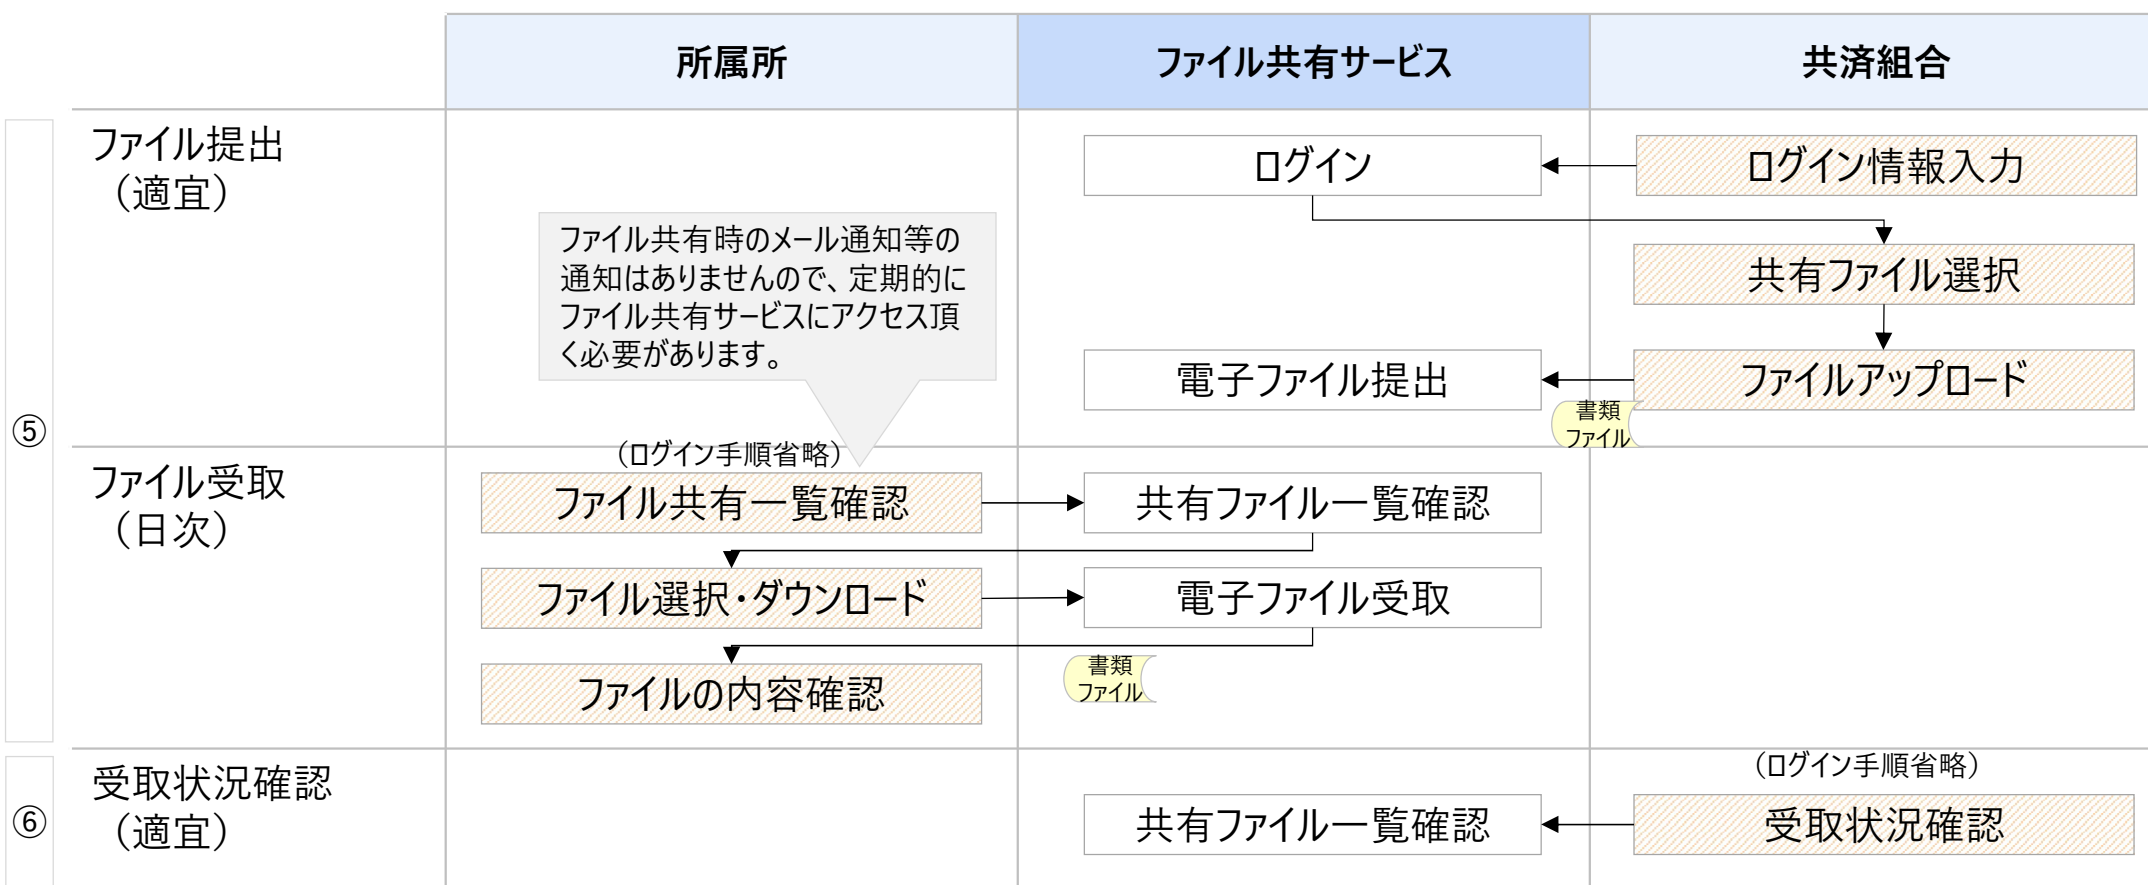 所属所
ファイル共有サービス
共済組合
⑤
ファイル提出
（適宜）
ログイン
ログイン情報入力
ファイル共有時のメール通知等の
通知はありませんので、定期的に
ファイル共有サービスにアクセス頂
く必要があります。
共有ファイル選択
電子ファイル提出
ファイルアップロード
書類
ファイル
ファイル受取
（日次）
（ログイン手順省略）
ファイル共有一覧確認
共有ファイル一覧確認
ファイル選択・ダウンロード
電子ファイル受取
書類
ファイル
ファイルの内容確認
⑥
受取状況確認
（適宜）
（ログイン手順省略）
共有ファイル一覧確認
受取状況確認